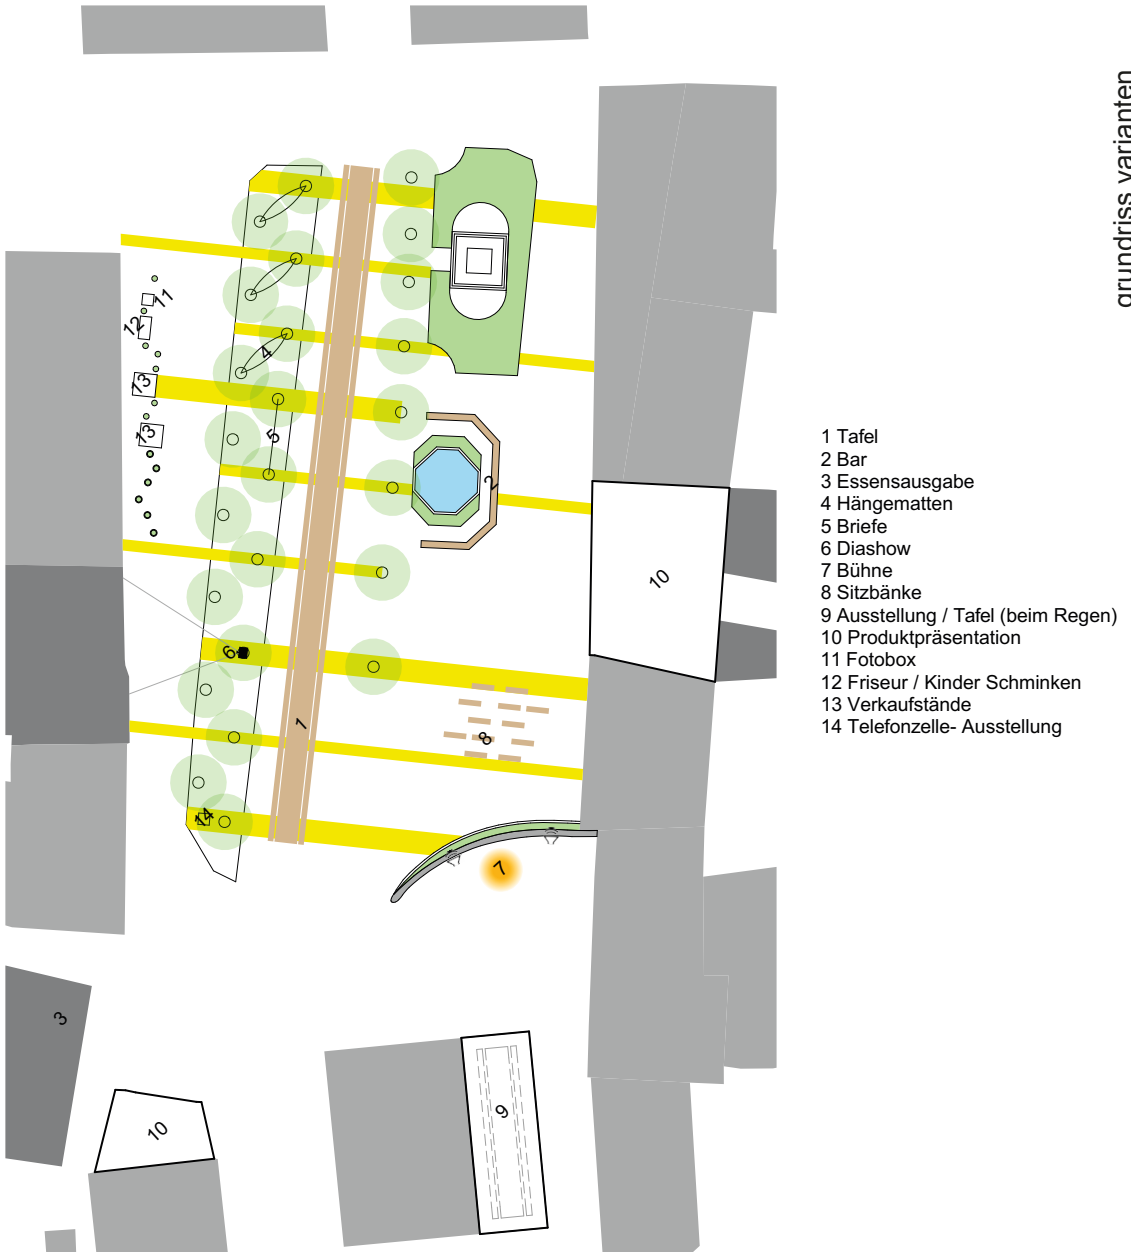 grundriss varianten
11
12
13
13
4
5
2
10
6
1
8
14
7
3
10
9
1 Tafel
2 Bar
3 Essensausgabe
4 Hängematten
5 Briefe
6 Diashow
7 Bühne
8 Sitzbänke
9 Ausstellung / Tafel (beim Regen)
10 Produktpräsentation
11 Fotobox
12 Friseur / Kinder Schminken
13 Verkaufstände
14 Telefonzelle- Ausstellung